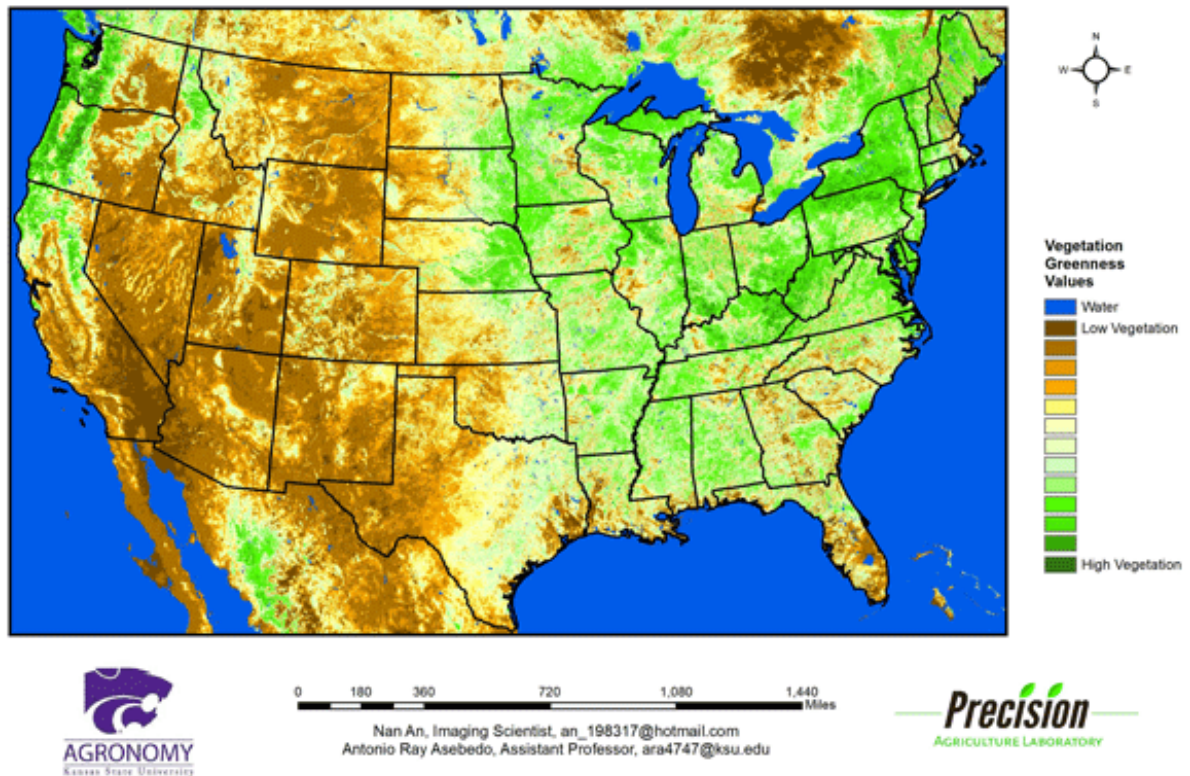 N
W
E
S
Vegetation
Greenness
Values
Water
Low Vegetation
High Vegetation
0
180
360
720
1,080
1,440
Miles
Nan An, Imaging Scientist, an_198317@hotmail.com
Antonio Ray Asebedo, Assistant Professor, ara4747@ksu.edu
AGRONOMY
Kansas State University
Precision
AGRICULTURE LABORATORY